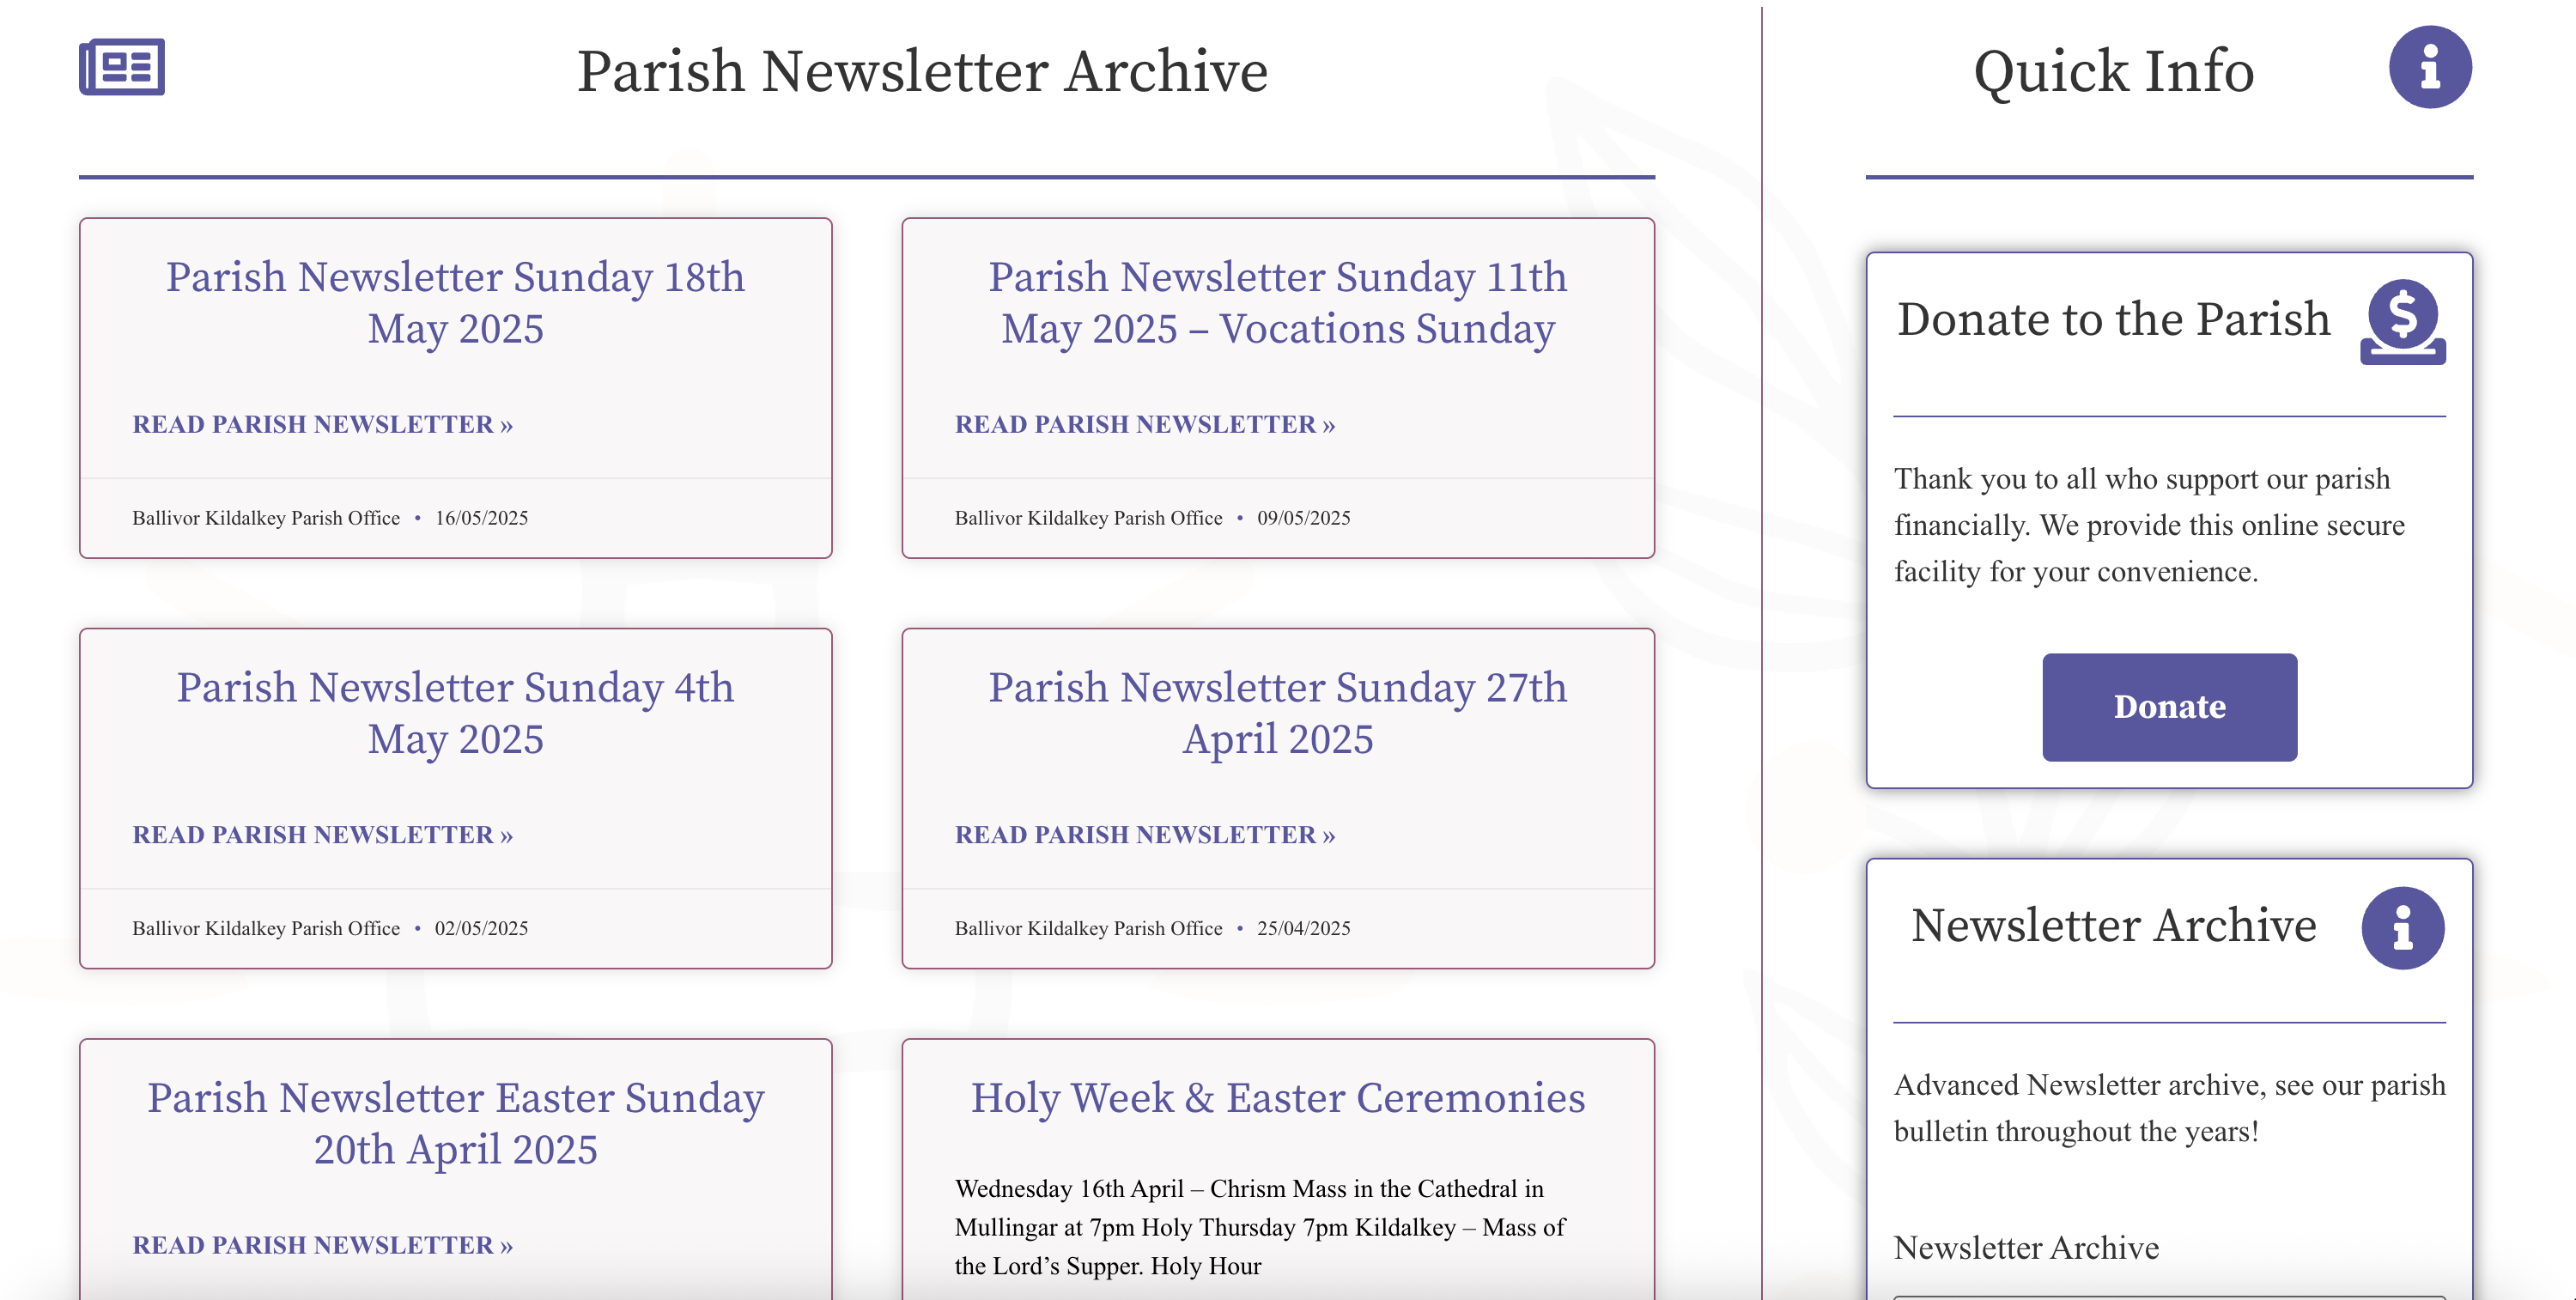 Parish Newsletter Archive
Parish Newsletter Sunday 18th
May 2025
READ PARISH NEWSLETTER »
Ballivor Kildalkey Parish Office • 16/05/2025
Parish Newsletter Sunday 11th
May 2025 – Vocations Sunday
READ PARISH NEWSLETTER »
Ballivor Kildalkey Parish Office • 09/05/2025
Parish Newsletter Sunday 4th
May 2025
READ PARISH NEWSLETTER »
Ballivor Kildalkey Parish Office • 02/05/2025
Parish Newsletter Sunday 27th
April 2025
READ PARISH NEWSLETTER »
Ballivor Kildalkey Parish Office • 25/04/2025
Parish Newsletter Easter Sunday
20th April 2025
READ PARISH NEWSLETTER »
Holy Week & Easter Ceremonies
Wednesday 16th April – Chrism Mass in the Cathedral in
Mullingar at 7pm Holy Thursday 7pm Kildalkey – Mass of
the Lord’s Supper. Holy Hour
Quick Info
Donate to the Parish
Thank you to all who support our parish
financially. We provide this online secure
facility for your convenience.
Donate
Newsletter Archive
Advanced Newsletter archive, see our parish
bulletin throughout the years!
Newsletter Archive